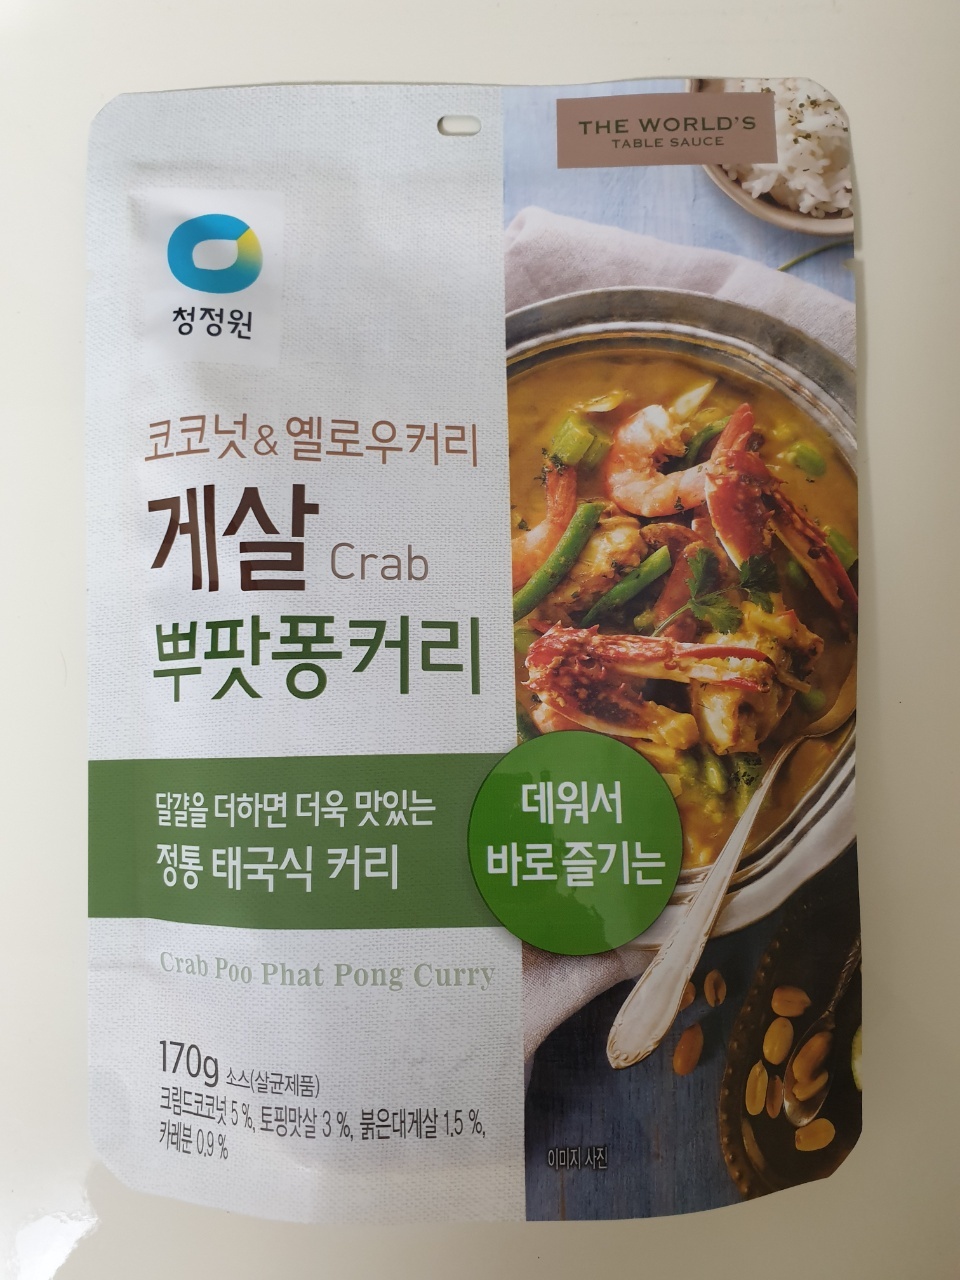 THE WORLD'S
TABLE SAUCE
청정원
코코넛&옐로우커리
게살 Crab
뿌팟퐁커리
달걀을 더하면 더욱 맛있는
정통 태국식 커리
데워서
바로 즐기는
Crab Poo Phat Pong Curry
170g 소스(살균제품)
크림드코코넛 5 %, 토핑맛살 3 %, 붉은대게살 1.5 %,
카레분 0.9 %
이미지 사진